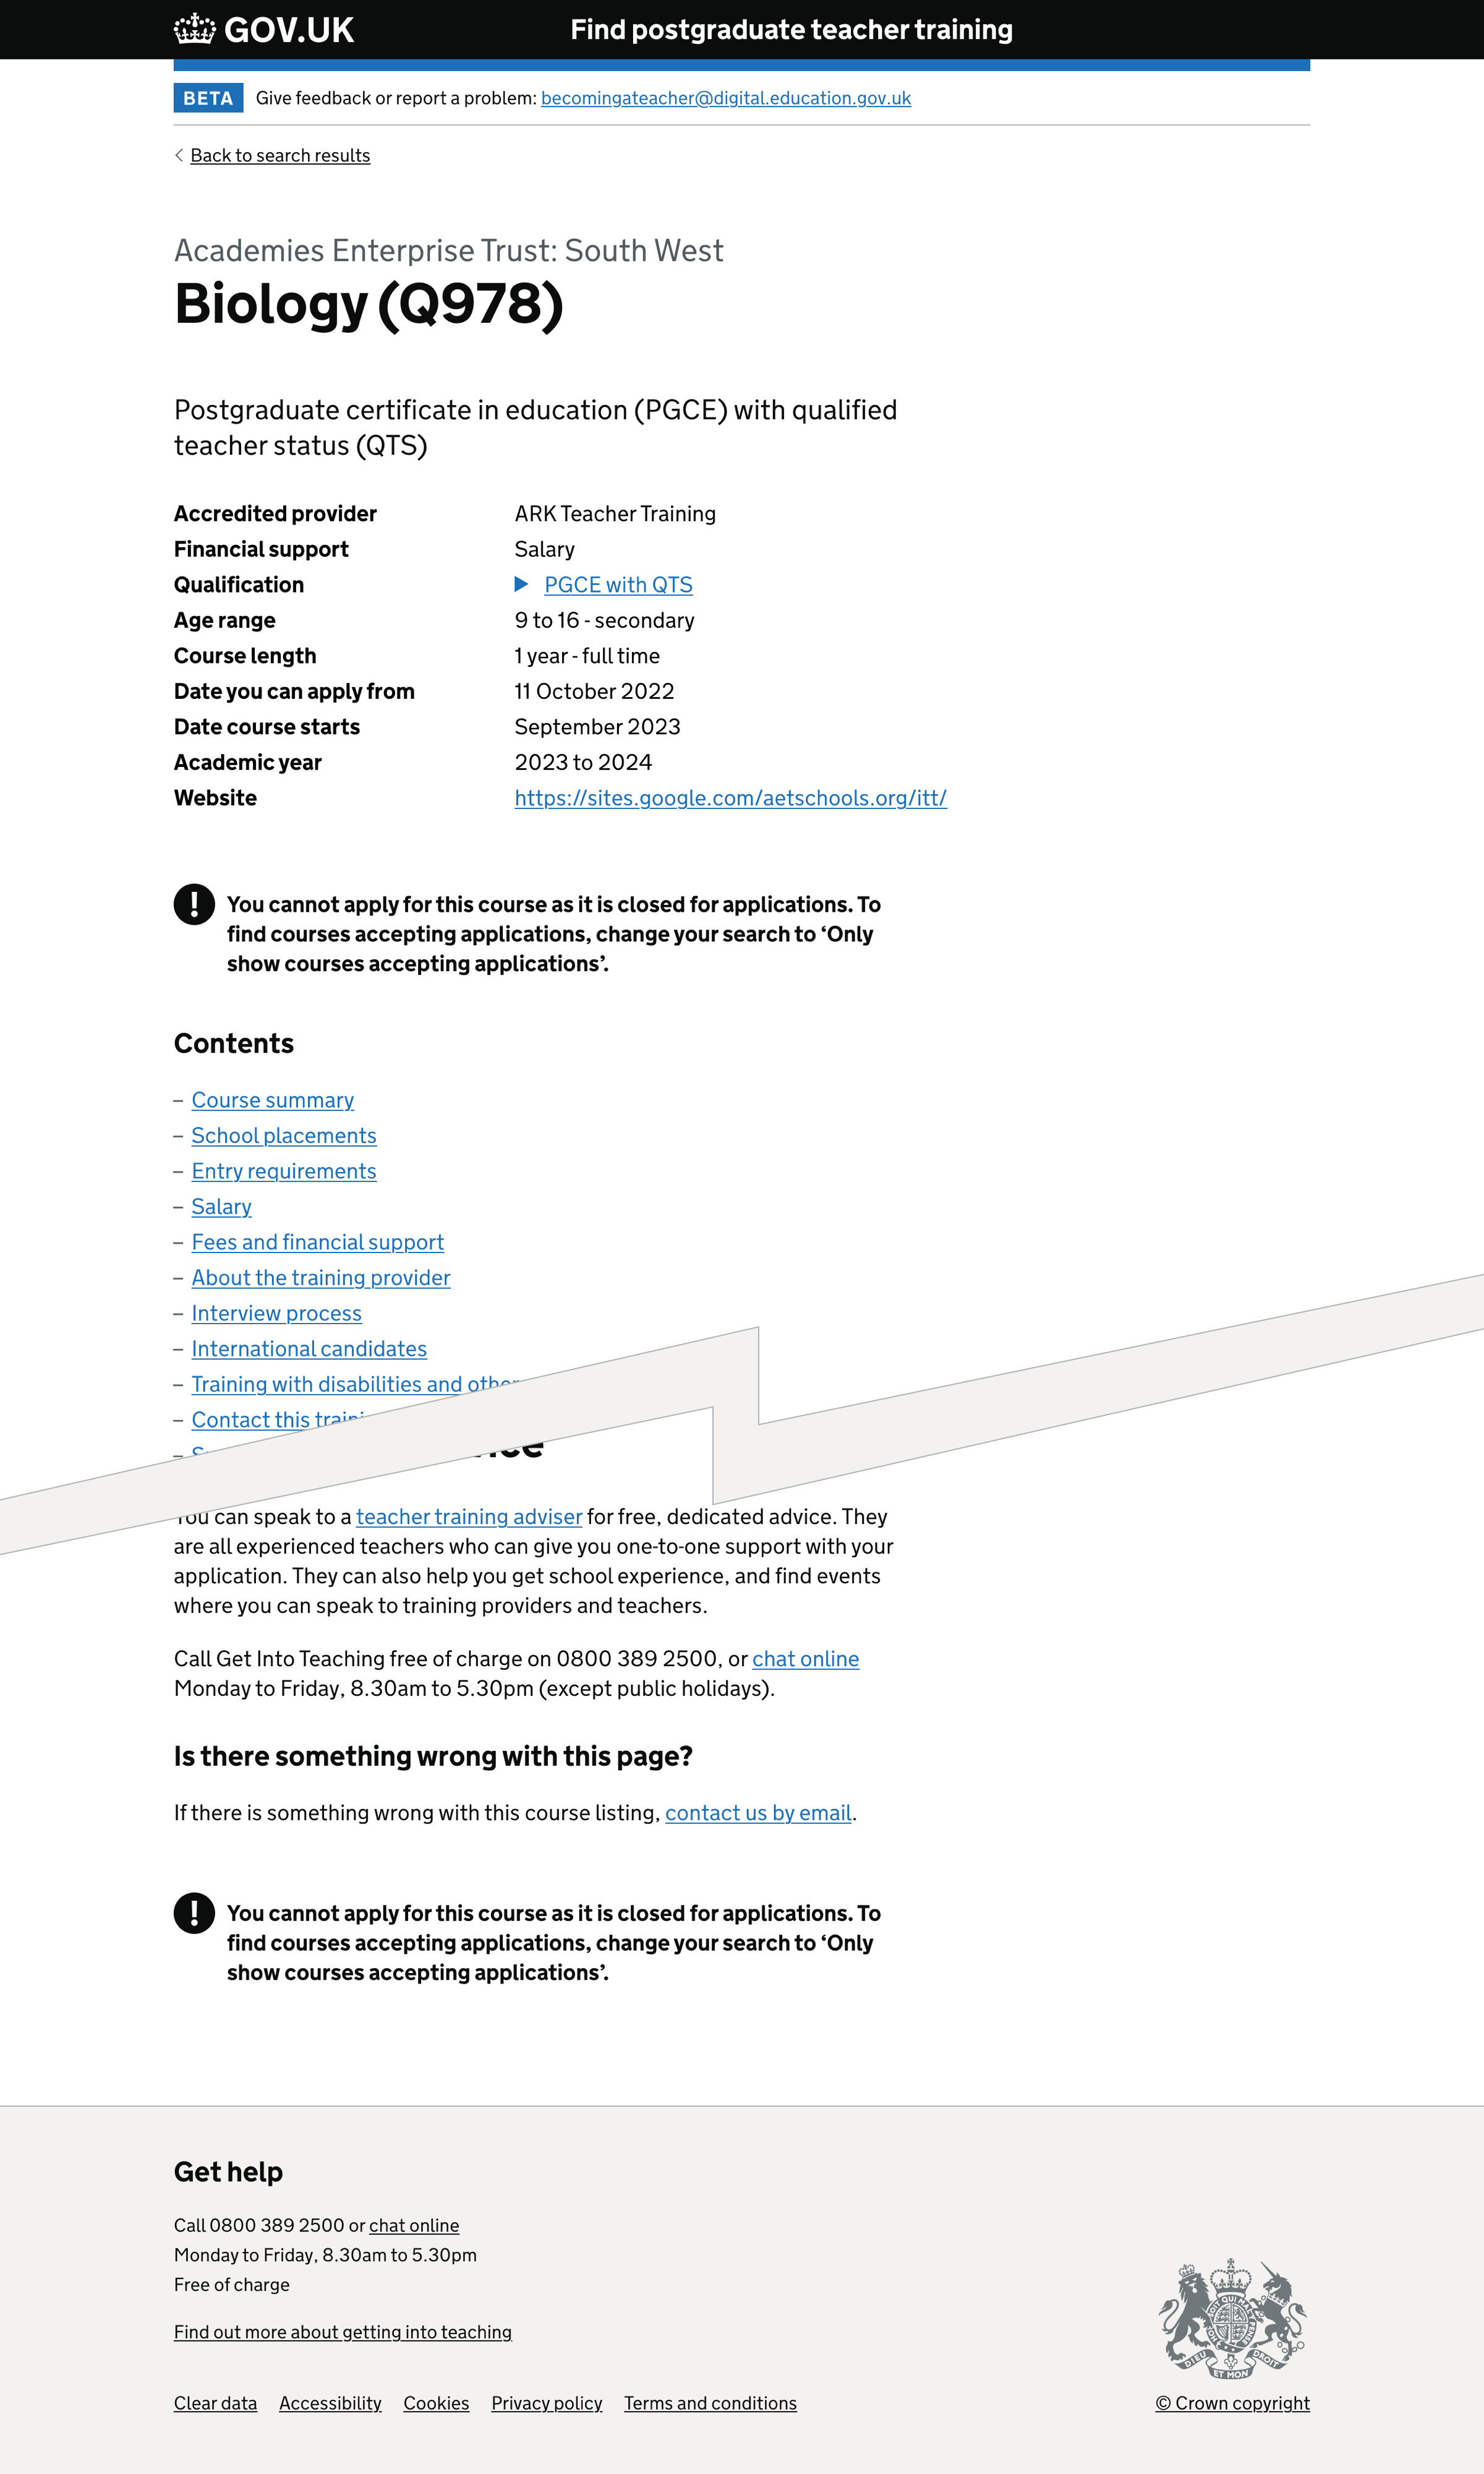 GOV.UK
Find postgraduate teacher training
BETA Give feedback or report a problem: becomingateacher@digital.education.gov.uk
Back to search results
Academies Enterprise Trust: South West
Biology (Q978)
Postgraduate certificate in education (PGCE) with qualified
teacher status (QTS)
Accredited provider ARK Teacher Training
Financial support Salary
Qualification PGCE with QTS
Age range 9 to 16 - secondary
Course length 1 year - full time
Date you can apply from 11 October 2022
Date course starts September 2023
Academic year 2023 to 2024
Website https://sites.google.com/aetschools.org/itt/
! You cannot apply for this course as it is closed for applications. To
find courses accepting applications, change your search to ‘Only
show courses accepting applications’.
Contents
– Course summary
– School placements
– Entry requirements
– Salary
– Fees and financial support
– About the training provider
– Interview process
– International candidates
– Training with disabilities and other
– Contact this
You can speak to a teacher training adviser for free, dedicated advice. They
are all experienced teachers who can give you one-to-one support with your
application. They can also help you get school experience, and find events
where you can speak to training providers and teachers.
Call Get Into Teaching free of charge on 0800 389 2500, or chat online
Monday to Friday, 8.30am to 5.30pm (except public holidays).
Is there something wrong with this page?
If there is something wrong with this course listing, contact us by email.
! You cannot apply for this course as it is closed for applications. To
find courses accepting applications, change your search to ‘Only
show courses accepting applications’.
Get help
Call 0800 389 2500 or chat online
Monday to Friday, 8.30am to 5.30pm
Free of charge
Find out more about getting into teaching
DIEU ET MON DROIT
Clear data Accessibility Cookies Privacy policy Terms and conditions
© Crown copyright